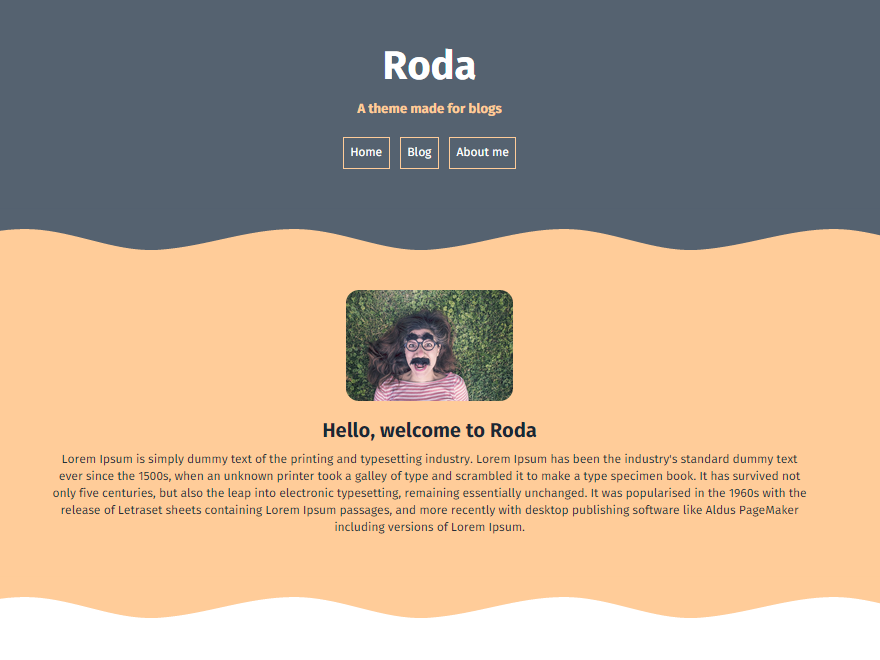 Roda
A theme made for blogs
Home Blog About me
Hello, welcome to Roda
Lorem Ipsum is simply dummy text of the printing and typesetting industry. Lorem Ipsum has been the industry's standard dummy text
ever since the 1500s, when an unknown printer took a galley of type and scrambled it to make a type specimen book. It has survived not
only five centuries, but also the leap into electronic typesetting, remaining essentially unchanged. It was popularised in the 1960s with the
release of Letraset sheets containing Lorem Ipsum passages, and more recently with desktop publishing software like Aldus PageMaker
including versions of Lorem Ipsum.